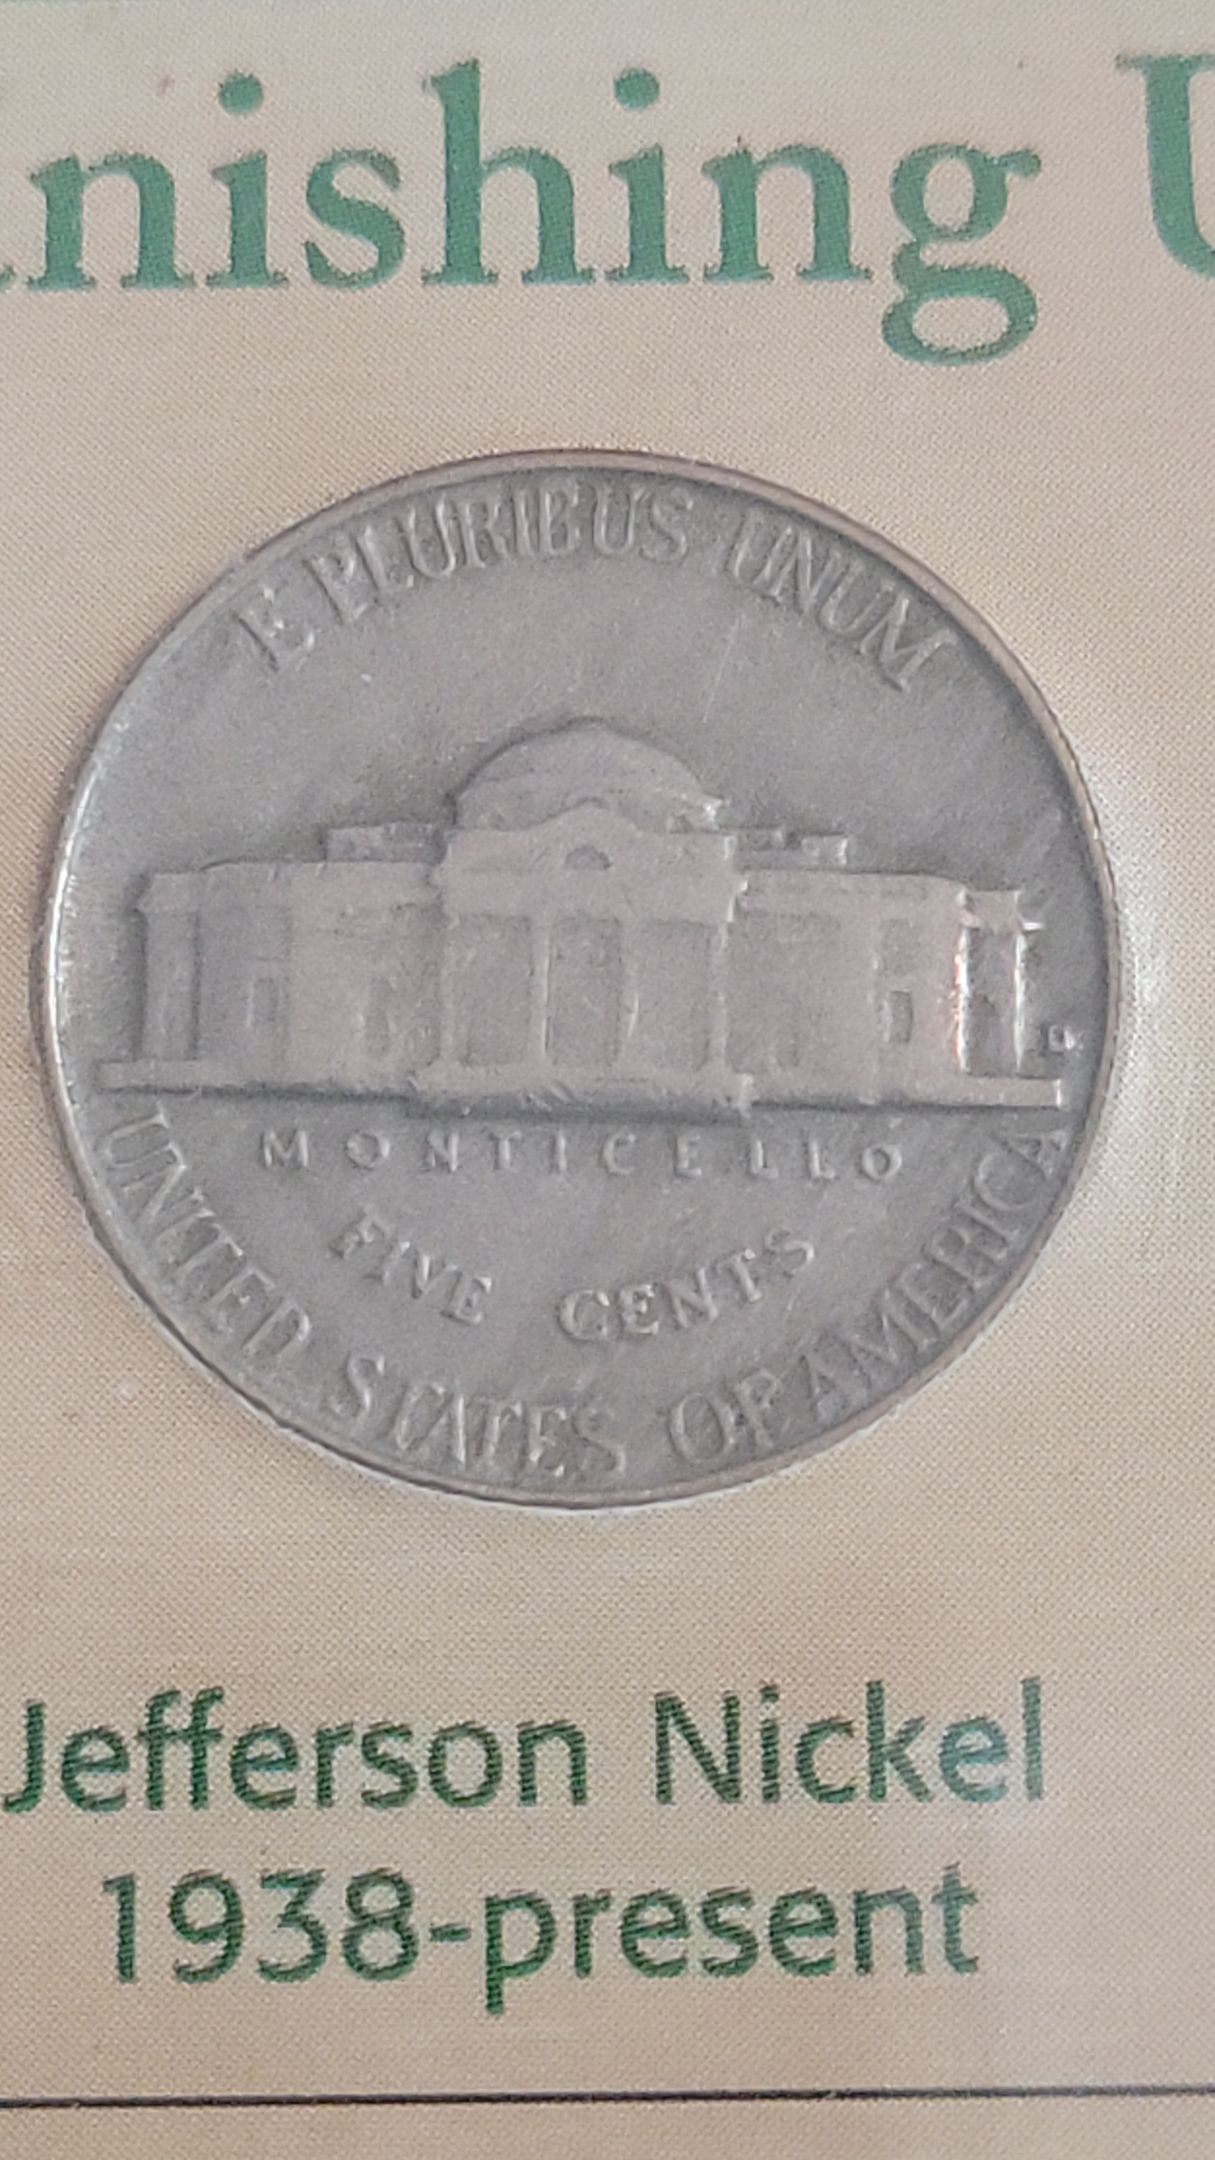 nishing U
E PLURIBUS UNUM
MONTICELLO
FIVE CENTS
UNITED STATES OF AMERICA
Jefferson Nickel
1938-present